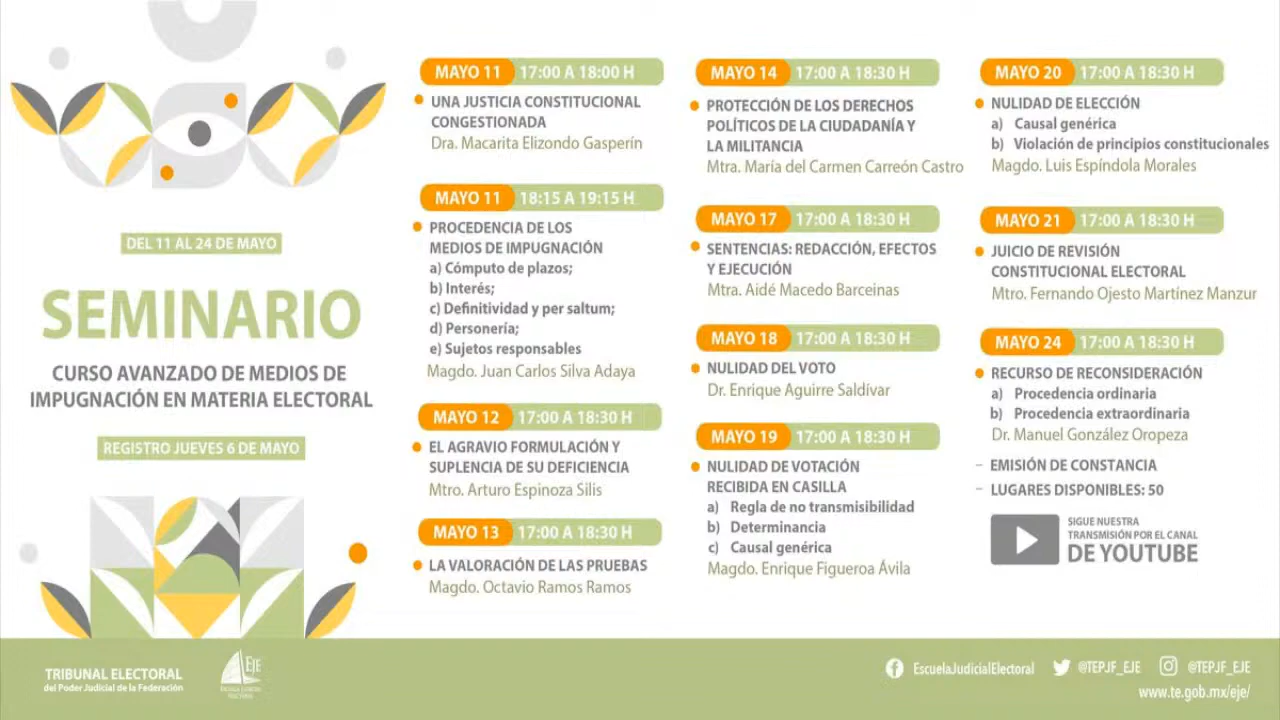 DEL 11 AL 24 DE MAYO
SEMINARIO
CURSO AVANZADO DE MEDIOS DE
IMPUGNACIÓN EN MATERIA ELECTORAL
REGISTRO JUEVES 6 DE MAYO
MAYO 11 17:00 A 18:00 H
UNA JUSTICIA CONSTITUCIONAL
CONGESTIONADA
Dra. Macarita Elizondo Gasperín
MAYO 11 18:15 A 19:15 H
PROCEDENCIA DE LOS
MEDIOS DE IMPUGNACIÓN
a) Cómputo de plazos;
b) Interés;
c) Definitividad y per saltum;
d) Personería;
e) Sujetos responsables
Magdo. Juan Carlos Silva Adaya
MAYO 12 17:00 A 18:30 H
EL AGRAVIO FORMULACIÓN Y
SUPLENCIA DE SU DEFICIENCIA
Mtro. Arturo Espinoza Silis
MAYO 13 17:00 A 18:30 H
LA VALORACIÓN DE LAS PRUEBAS
Magdo. Octavio Ramos Ramos
MAYO 14 17:00 A 18:30 H
PROTECCIÓN DE LOS DERECHOS
POLÍTICOS DE LA CIUDADANÍA Y
LA MILITANCIA
Mtra. María del Carmen Carreón Castro
MAYO 17 17:00 A 18:30 H
SENTENCIAS: REDACCIÓN, EFECTOS
Y EJECUCIÓN
Mtra. Aidé Macedo Barceinas
MAYO 18 17:00 A 18:30 H
NULIDAD DEL VOTO
Dr. Enrique Aguirre Saldívar
MAYO 19 17:00 A 18:30 H
NULIDAD DE VOTACIÓN
RECIBIDA EN CASILLA
a) Regla de no transmisibilidad
b) Determinancia
c) Causal genérica
Magdo. Enrique Figueroa Ávila
MAYO 20 17:00 A 18:30 H
NULIDAD DE ELECCIÓN
a) Causal genérica
b) Violación de principios constitucionales
Magdo. Luis Espíndola Morales
MAYO 21 17:00 A 18:30 H
JUICIO DE REVISIÓN
CONSTITUCIONAL ELECTORAL
Mtro. Fernando Ojesto Martínez Manzur
MAYO 24 17:00 A 18:30 H
RECURSO DE RECONSIDERACIÓN
a) Procedencia ordinaria
b) Procedencia extraordinaria
Dr. Manuel González Oropeza
– EMISIÓN DE CONSTANCIA
– LUGARES DISPONIBLES: 50
SIGUE NUESTRA
TRANSMISIÓN POR EL CANAL
DE YOUTUBE
TRIBUNAL ELECTORAL
del Poder Judicial de la Federación
EJE
EscuelaJudicialElectoral
@TEPJF_EJE
@TEPJF_EJE
www.te.gob.mx/eje/